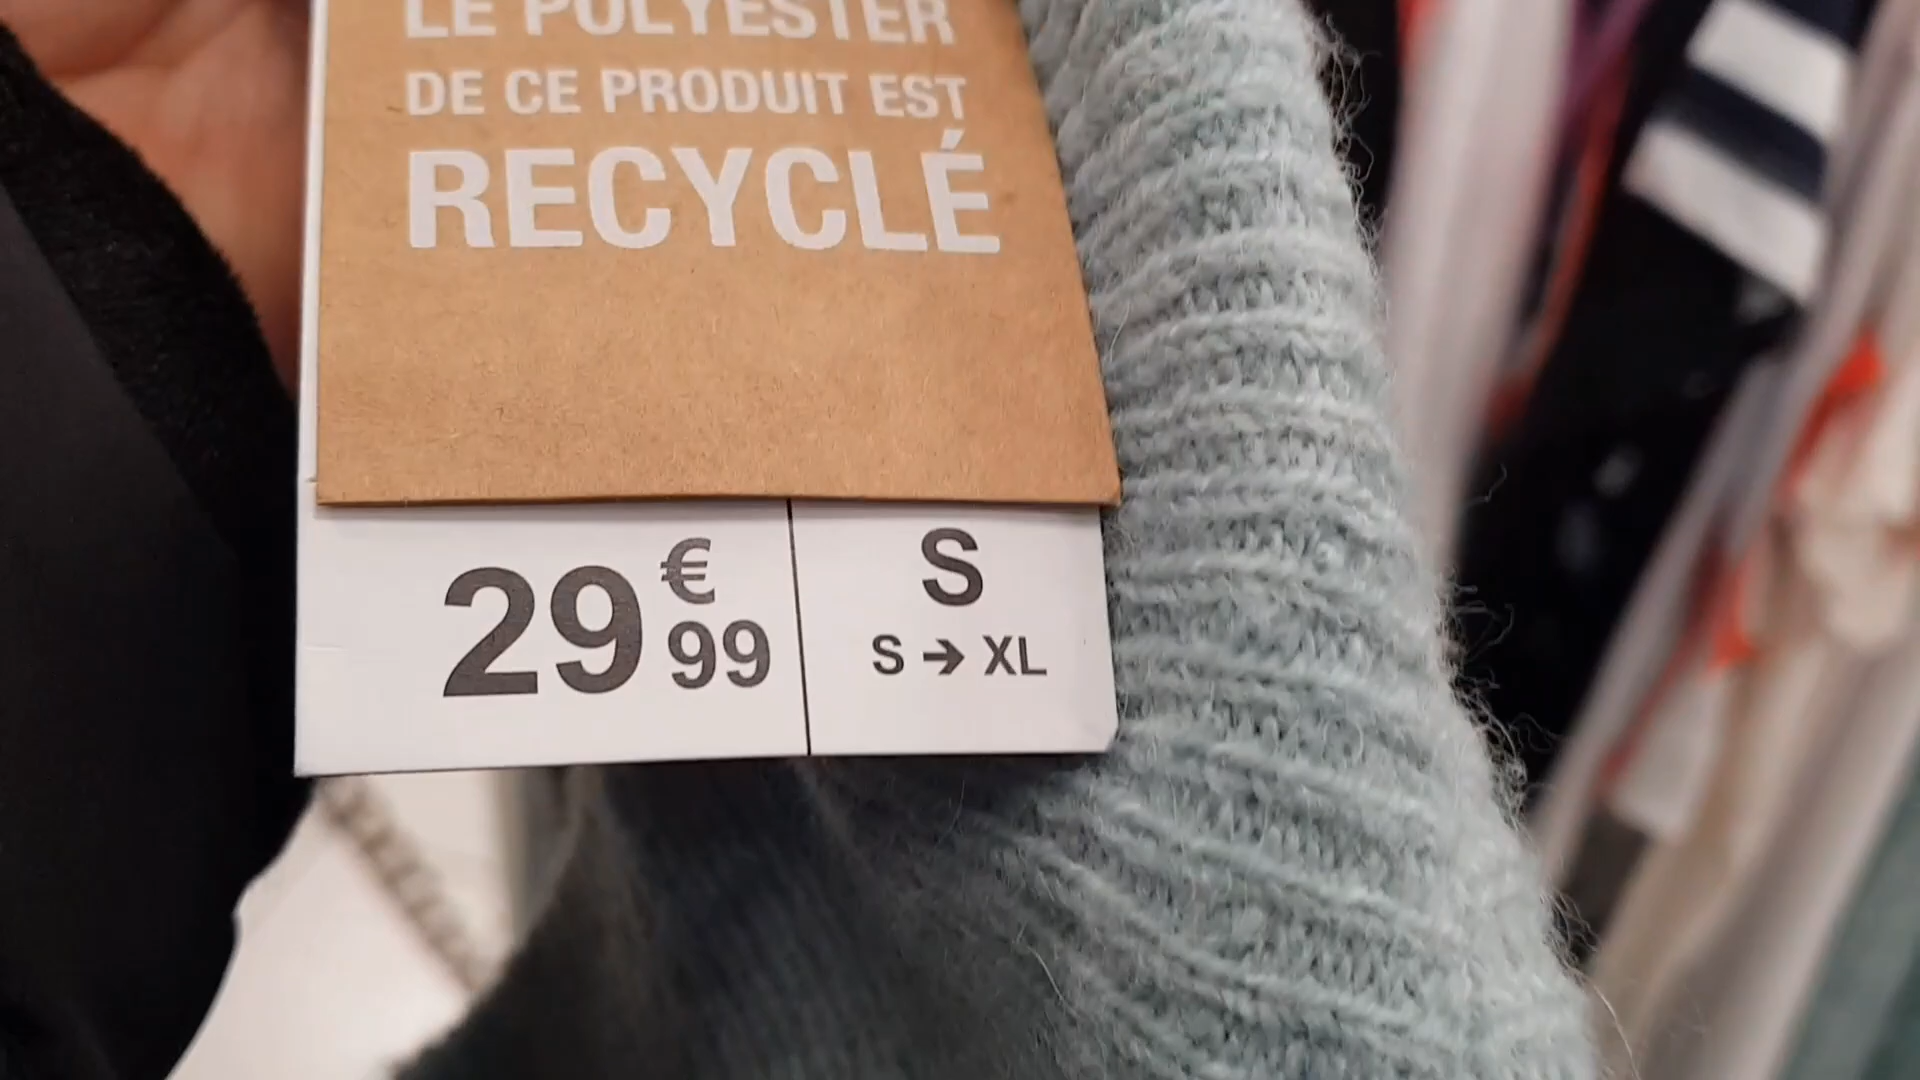 LE POLYESTER
DE CE PRODUIT EST
RECYCLÉ
29 € 99
S
S → XL